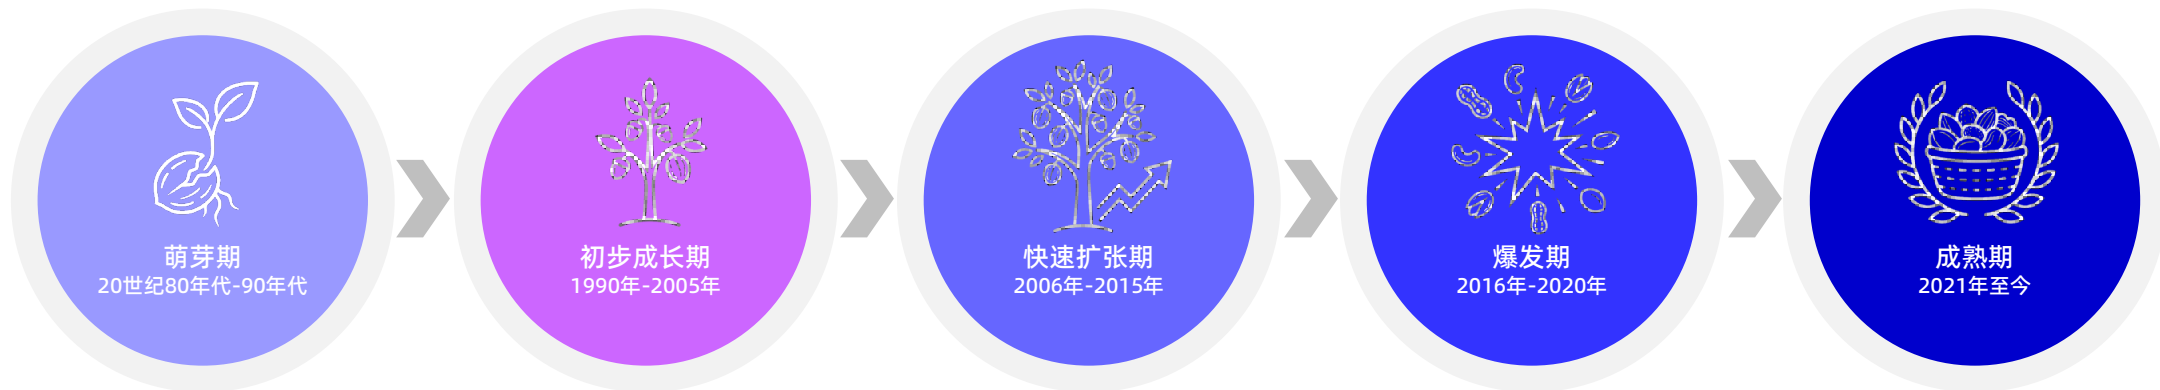 萌芽期
20世纪80年代-90年代
初步成长期
1990年-2005年
快速扩张期
2006年-2015年
爆发期
2016年-2020年
成熟期
2021年至今